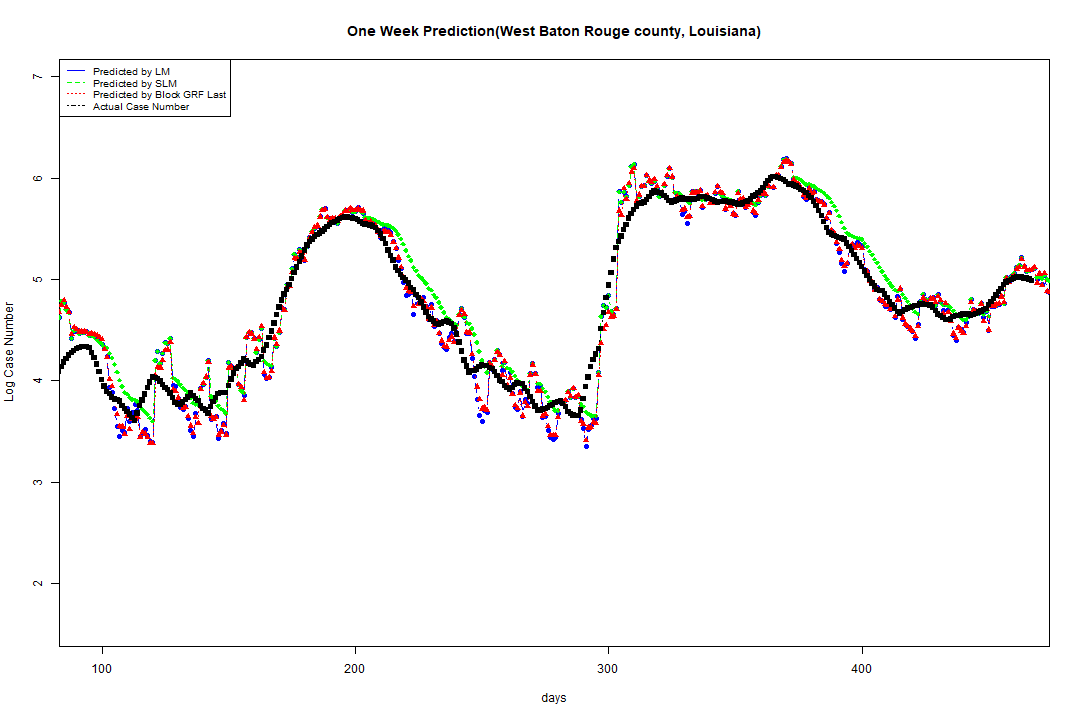 One Week Prediction(West Baton Rouge county, Louisiana)
Predicted by LM
Predicted by SLM
Predicted by Block GRF Last
Actual Case Number
7
6
5
4
3
2
Log Case Number
100 200 300 400
days